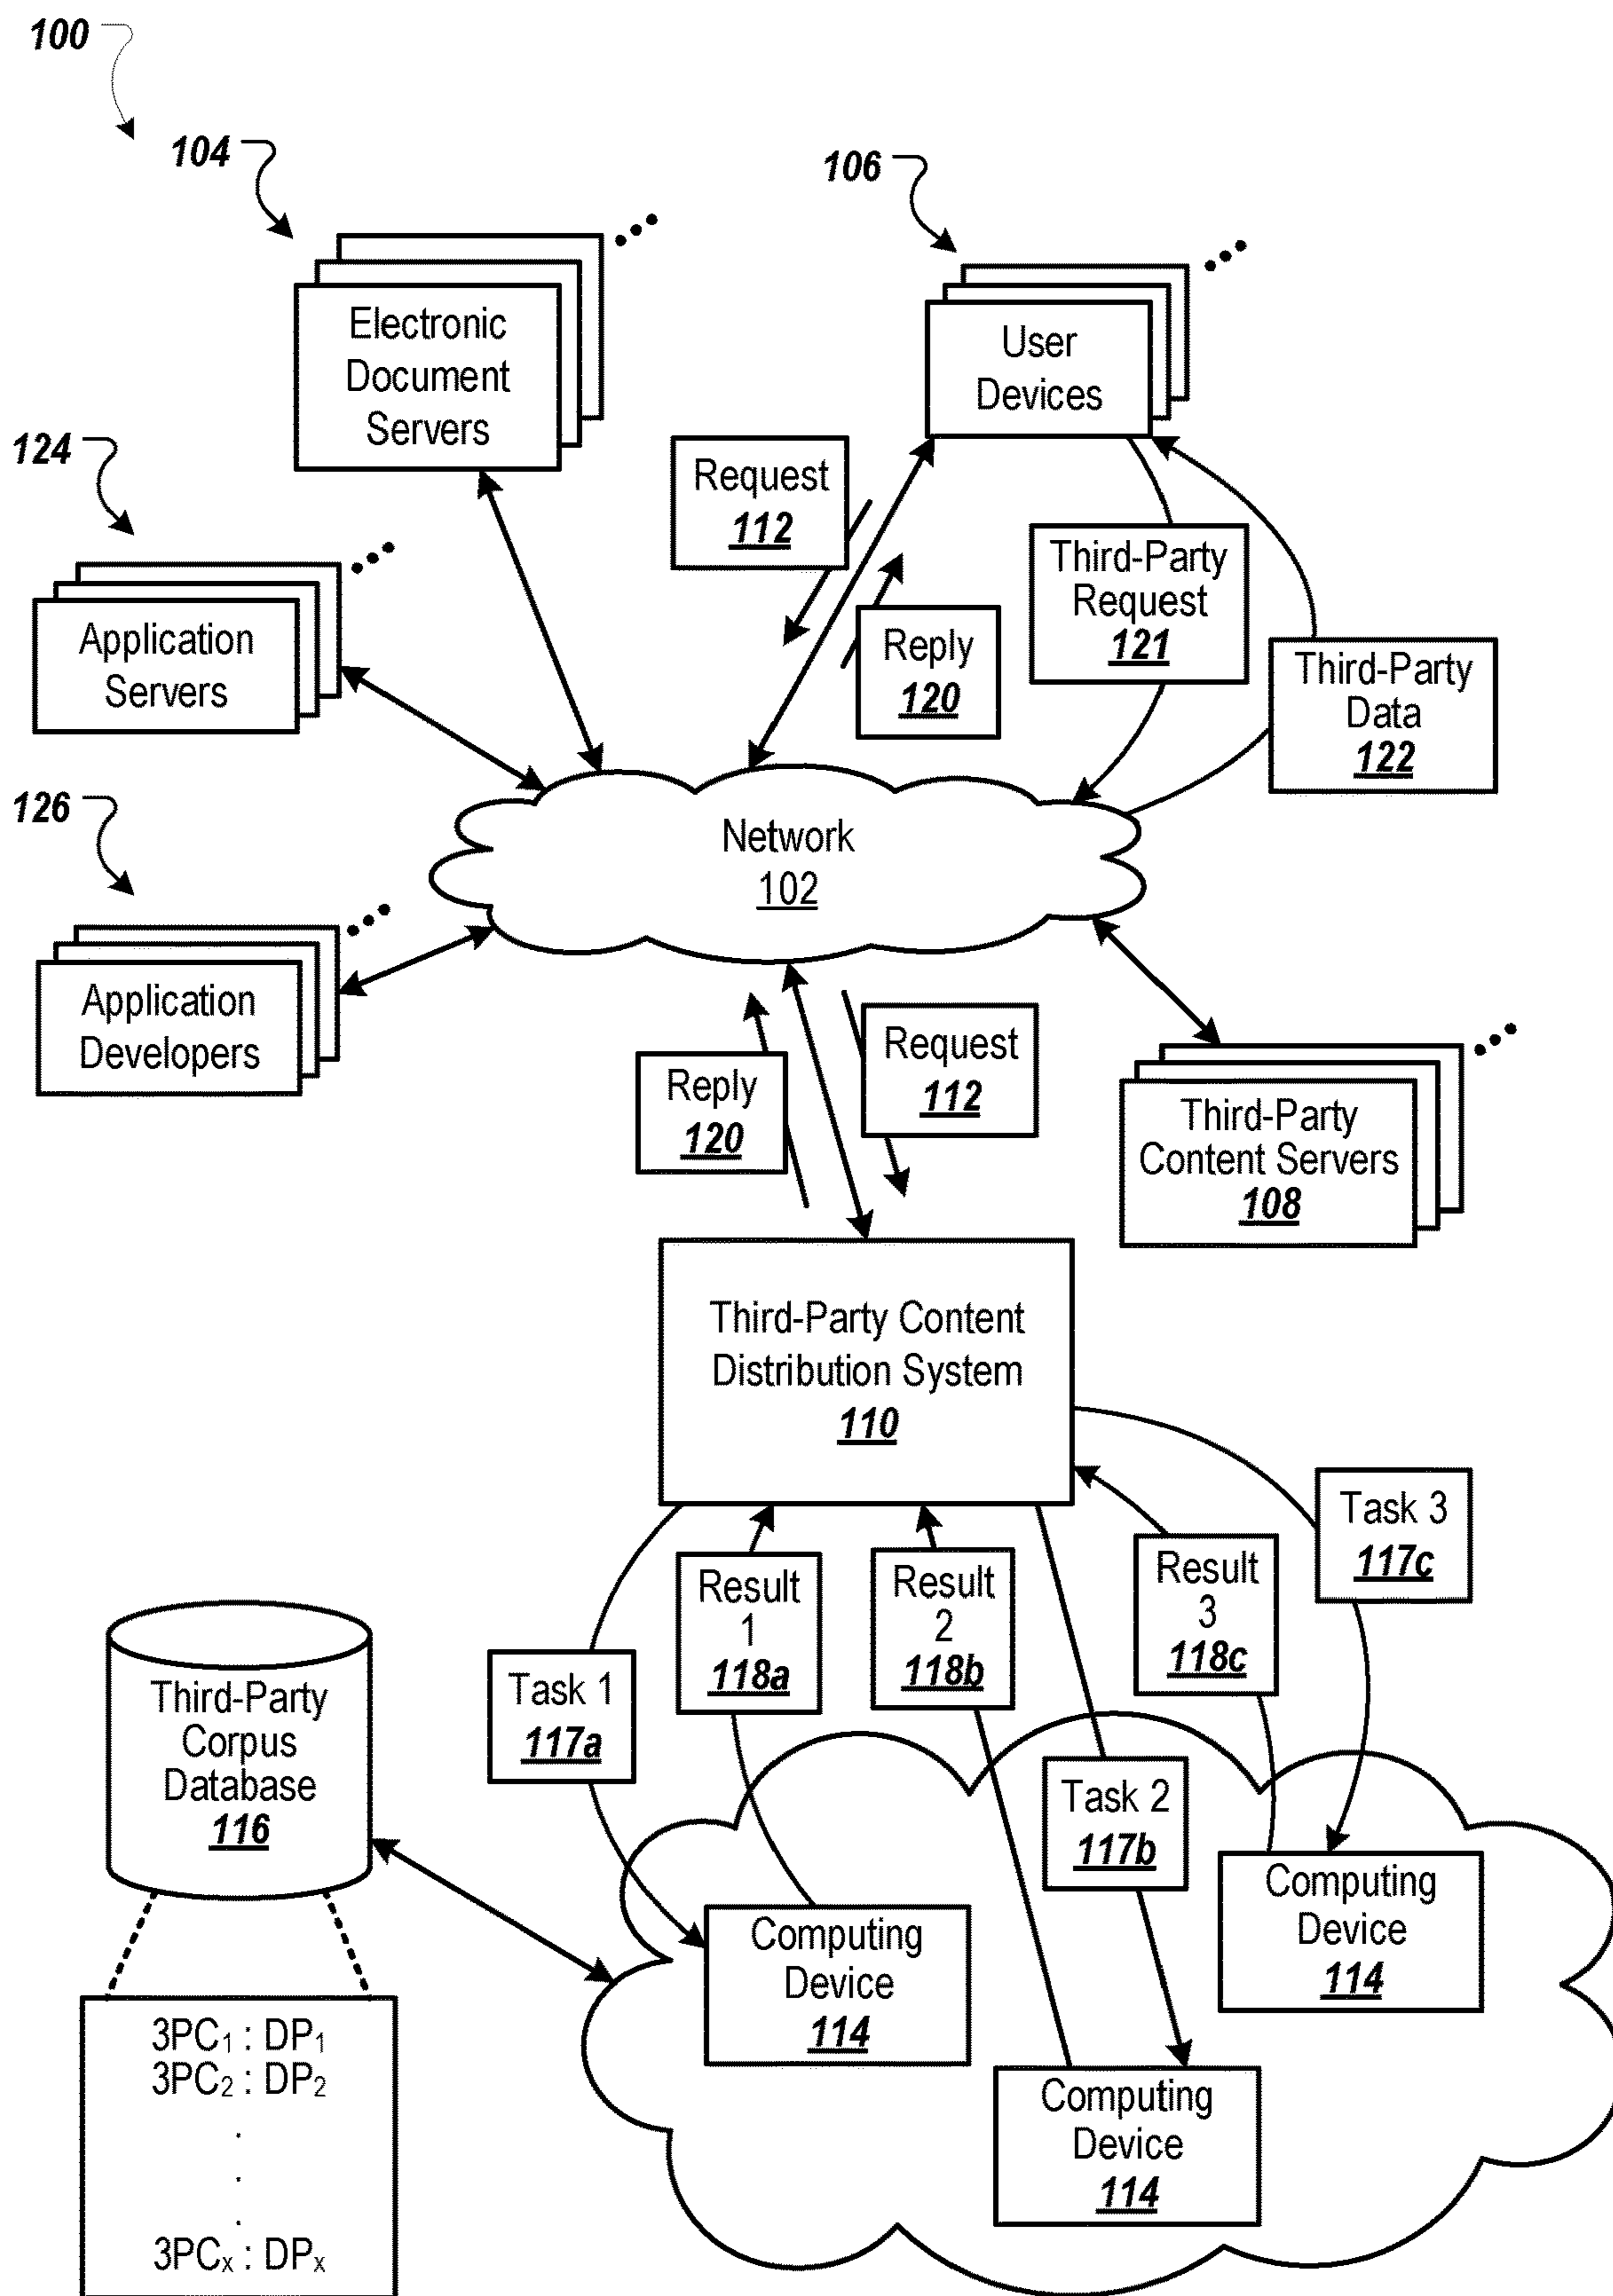 100
104
106
Electronic
Document
Servers
User
Devices
124
Request
112
Third-Party
Request
121
Application
Servers
Reply
120
Third-Party
Data
122
126
Network
102
Application
Developers
Reply
120
Request
112
Third-Party
Content Servers
108
Third-Party Content
Distribution System
110
Task 3
117c
Result
1
118a
Result
2
118b
Result
3
118c
Task 1
117a
Third-Party
Corpus
Database
116
Task 2
117b
Computing
Device
114
Computing
Device
114
Computing
Device
114
3PC₁ : DP₁
3PC₂ : DP₂
.
.
.
3PCₓ : DPₓ